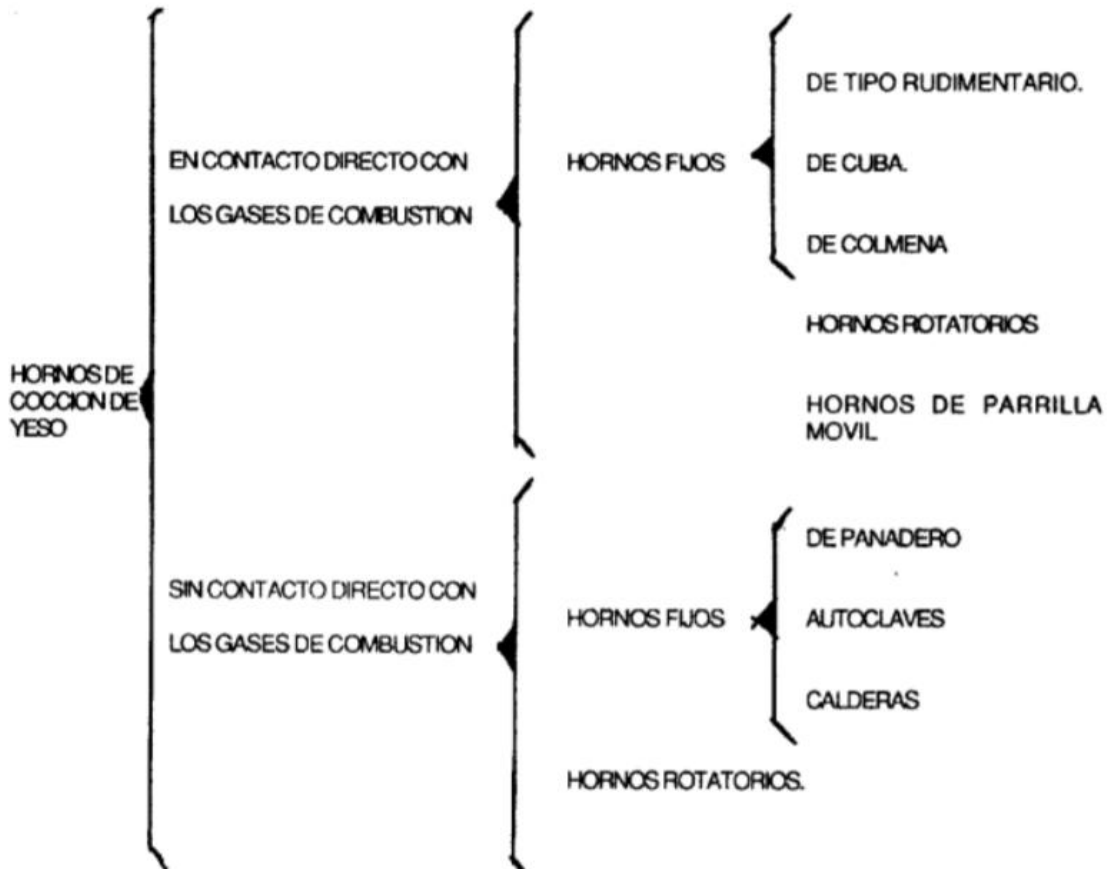 HORNOS DE
COCCION DE
YESO
EN CONTACTO DIRECTO CON
LOS GASES DE COMBUSTION
HORNOS FIJOS
DE TIPO RUDIMENTARIO.
DE CUBA.
DE COLMENA
HORNOS ROTATORIOS
HORNOS DE PARRILLA
MOVIL
SIN CONTACTO DIRECTO CON
LOS GASES DE COMBUSTION
HORNOS FIJOS
DE PANADERO
AUTOCLAVES
CALDERAS
HORNOS ROTATORIOS.